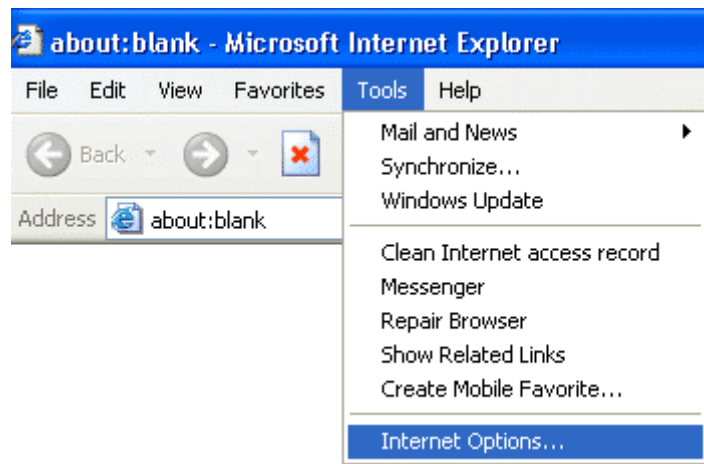 about:blank - Microsoft Internet Explorer
File Edit View Favorites Tools Help
Back
Address about:blank
Mail and News
Synchronize...
Windows Update
Clean Internet access record
Messenger
Repair Browser
Show Related Links
Create Mobile Favorite...
Internet Options...